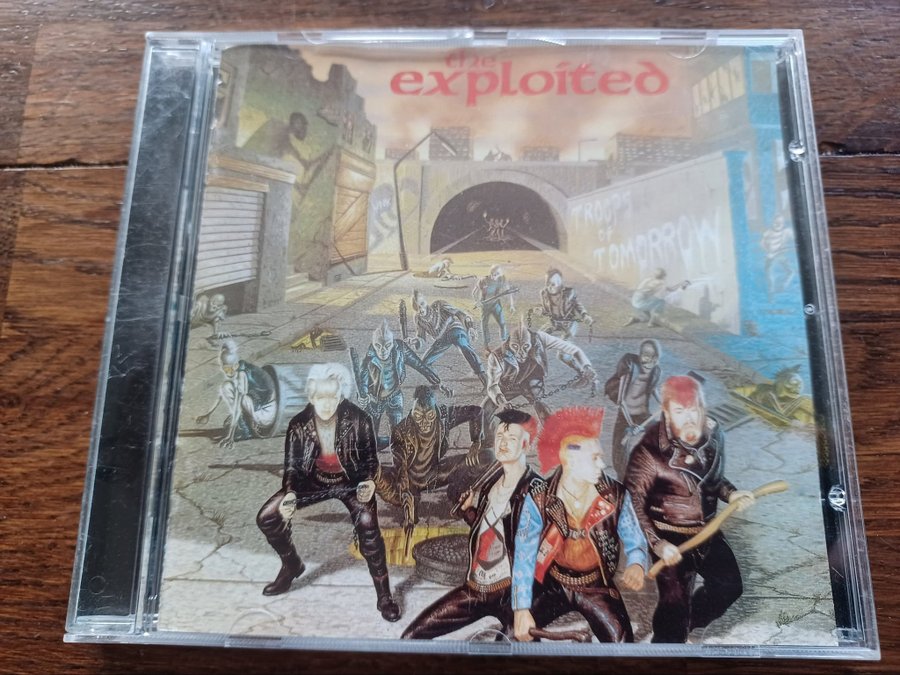 the
exploited
TROOPS
OF
TOMORROW